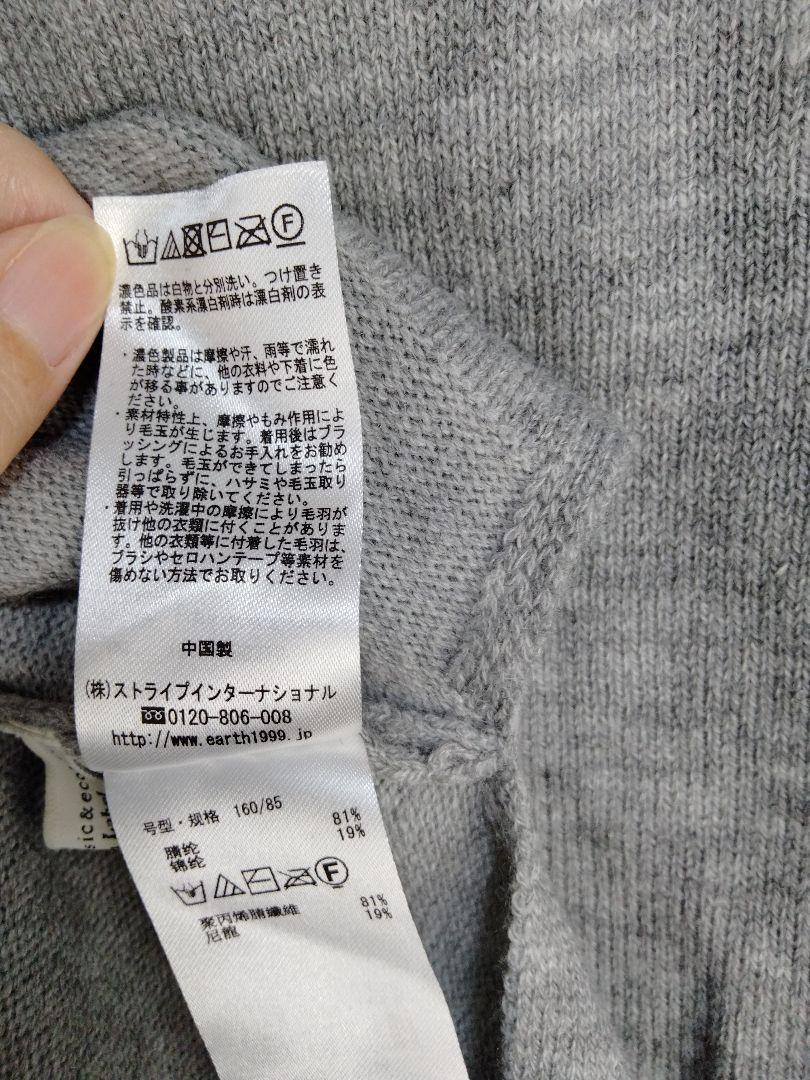 F
濃色品は白物と分別洗い。つけ置き
禁止。酸素系漂白剤時は漂白剤の表
示を確認。
・濃色製品は摩擦や汗、雨等で濡れ
た時などに、他の衣料や下着に色
が移る事がありますのでご注意く
ださい。
・素材特性上、摩擦やもみ作用によ
り毛玉が生じます。着用後はブラ
ッシングによるお手入れをお勧め
します。毛玉ができてしまったら
引っぱらずに、ハサミや毛玉取り
器等で取り除いてください。
・着用や洗濯中の摩擦により毛羽が
抜け他の衣類に付くことがありま
す。他の衣類等に付着した毛羽は、
ブラシやセロハンテープ等素材を
傷めない方法でお取りください。
中国製
(株)ストライプインターナショナル
0120-806-008
http://www.earth1999.jp
sic&eco
号型・规格 160/85
腈纶 81%
锦纶 19%
F
聚丙烯腈纖維 81%
尼龍 19%